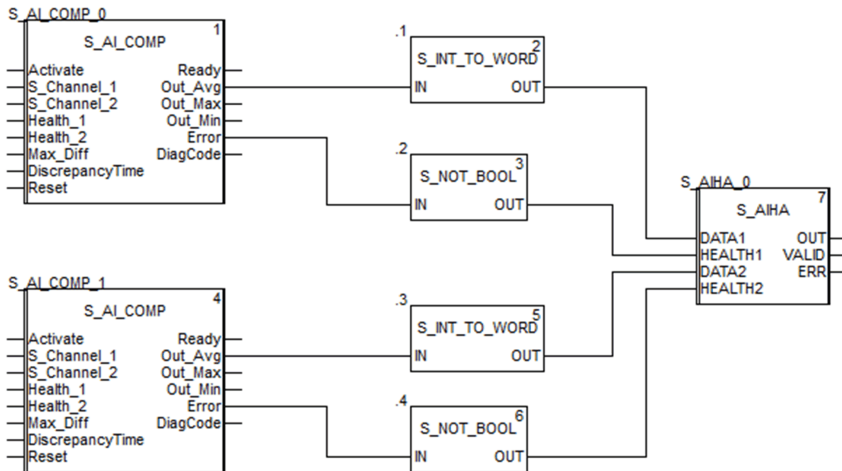 S_AI_COMP_0
1
S_AI_COMP
Activate Ready
S_Channel_1 Out_Avg
S_Channel_2 Out_Max
Health_1 Out_Min
Health_2 Error
Max_Diff DiagCode
DiscrepancyTime
Reset
.1
2
S_INT_TO_WORD
IN OUT
.2
3
S_NOT_BOOL
IN OUT
S_AIHA_0
7
S_AIHA
DATA1 OUT
HEALTH1 VALID
DATA2 ERR
HEALTH2
S_AI_COMP_1
4
S_AI_COMP
Activate Ready
S_Channel_1 Out_Avg
S_Channel_2 Out_Max
Health_1 Out_Min
Health_2 Error
Max_Diff DiagCode
DiscrepancyTime
Reset
.3
5
S_INT_TO_WORD
IN OUT
.4
6
S_NOT_BOOL
IN OUT